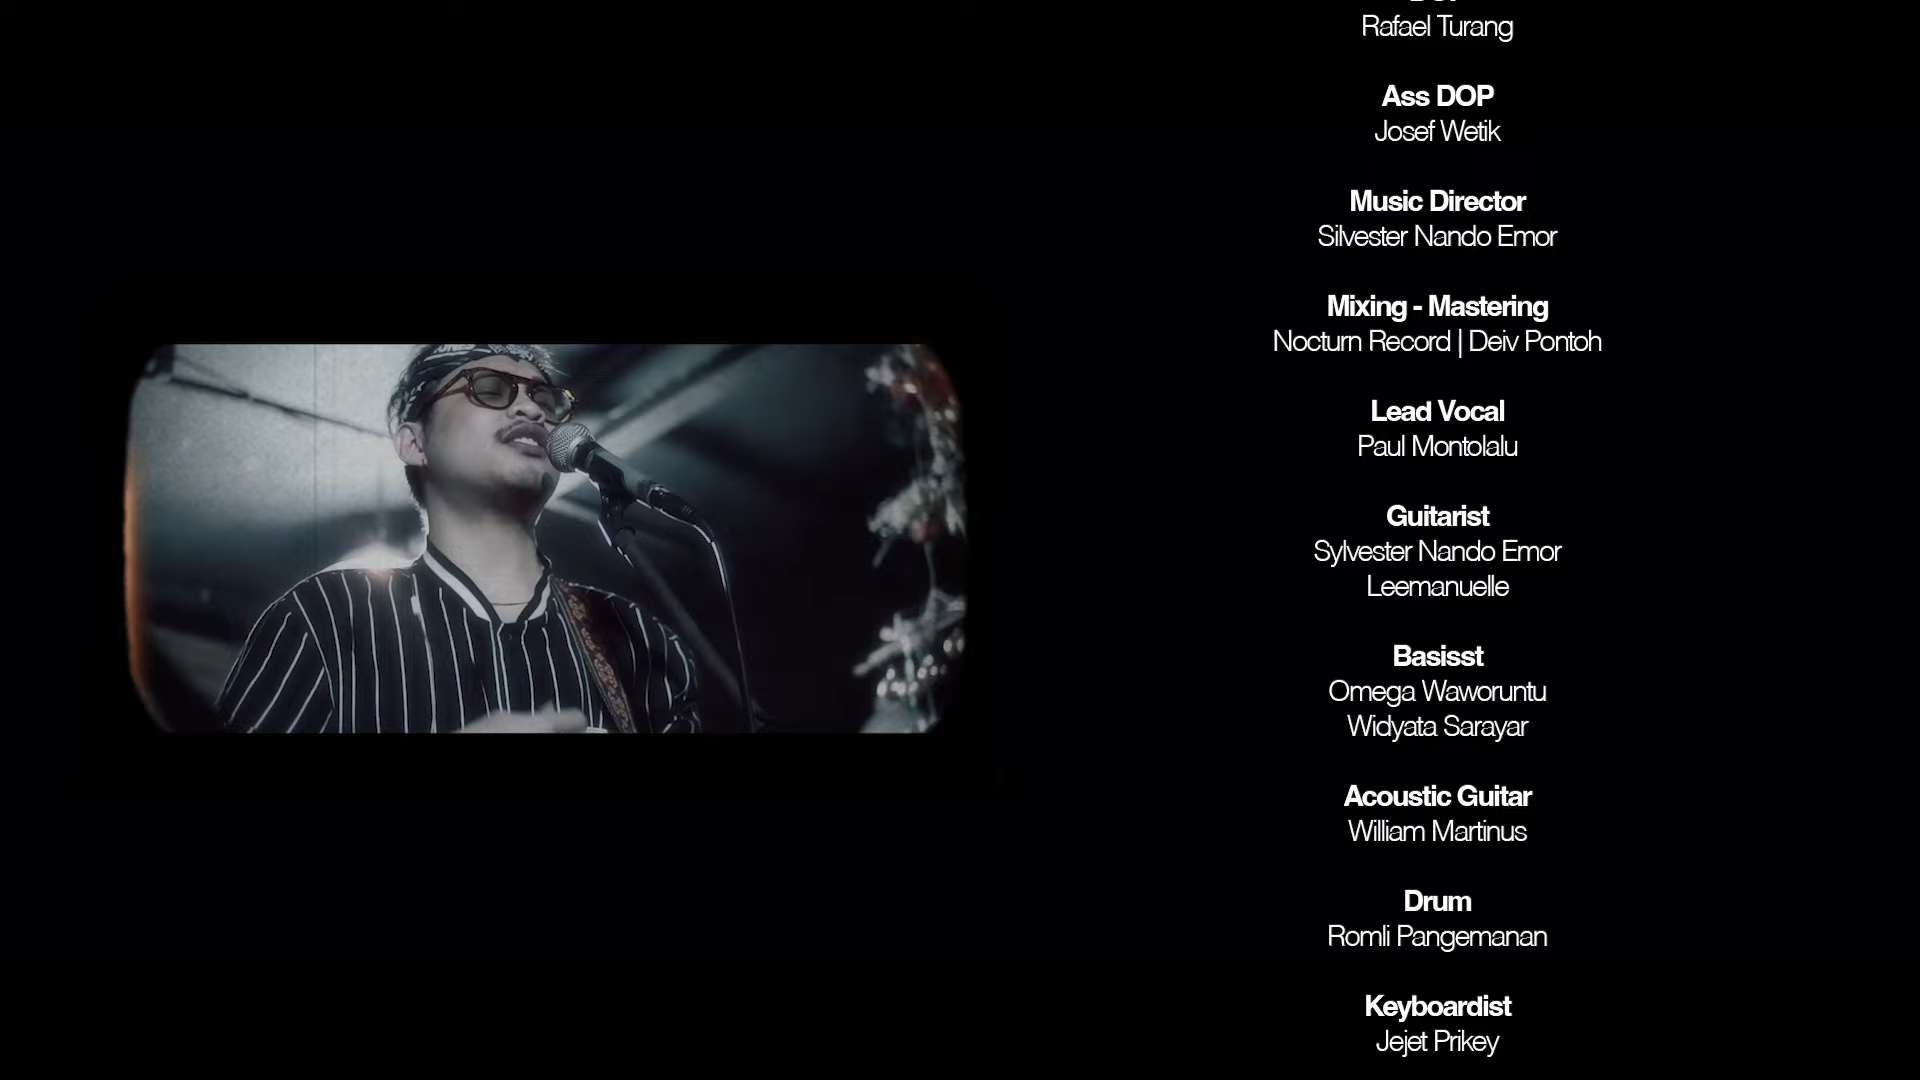 Rafael Turang
Ass DOP
Josef Wetik
Music Director
Silvester Nando Emor
Mixing - Mastering
Nocturn Record | Deiv Pontoh
Lead Vocal
Paul Montolalu
Guitarist
Sylvester Nando Emor
Leemanuelle
Basisst
Omega Waworuntu
Widyata Sarayar
Acoustic Guitar
William Martinus
Drum
Romli Pangemanan
Keyboardist
Jejet Prikey